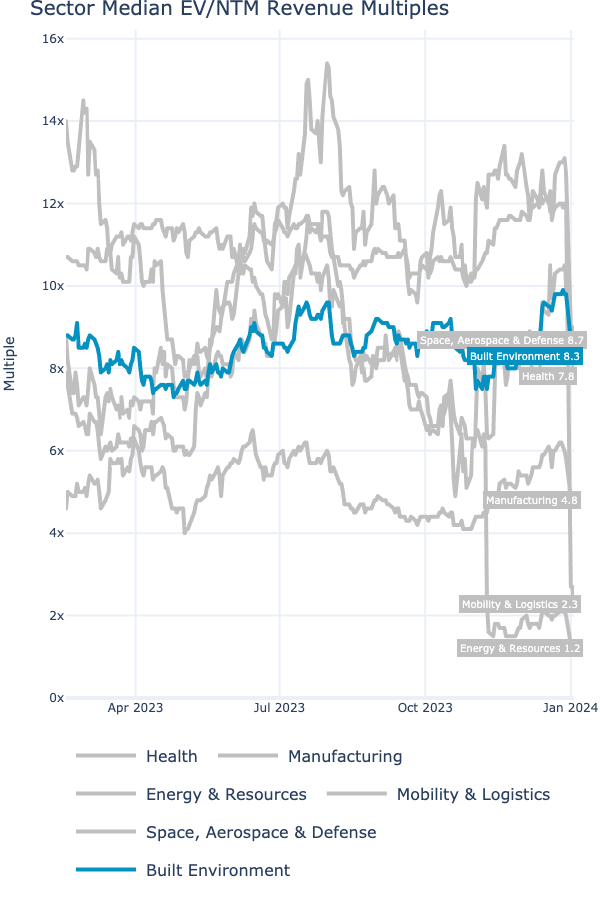 Sector Median EV/NTM Revenue Multiples
16x
14x
12x
10x
8x
6x
4x
2x
0x
Multiple
Space, Aerospace & Defense 8.7
Built Environment 8.3
Health 7.8
Manufacturing 4.8
Mobility & Logistics 2.3
Energy & Resources 1.2
Apr 2023 Jul 2023 Oct 2023 Jan 2024
Health Manufacturing
Energy & Resources Mobility & Logistics
Space, Aerospace & Defense
Built Environment